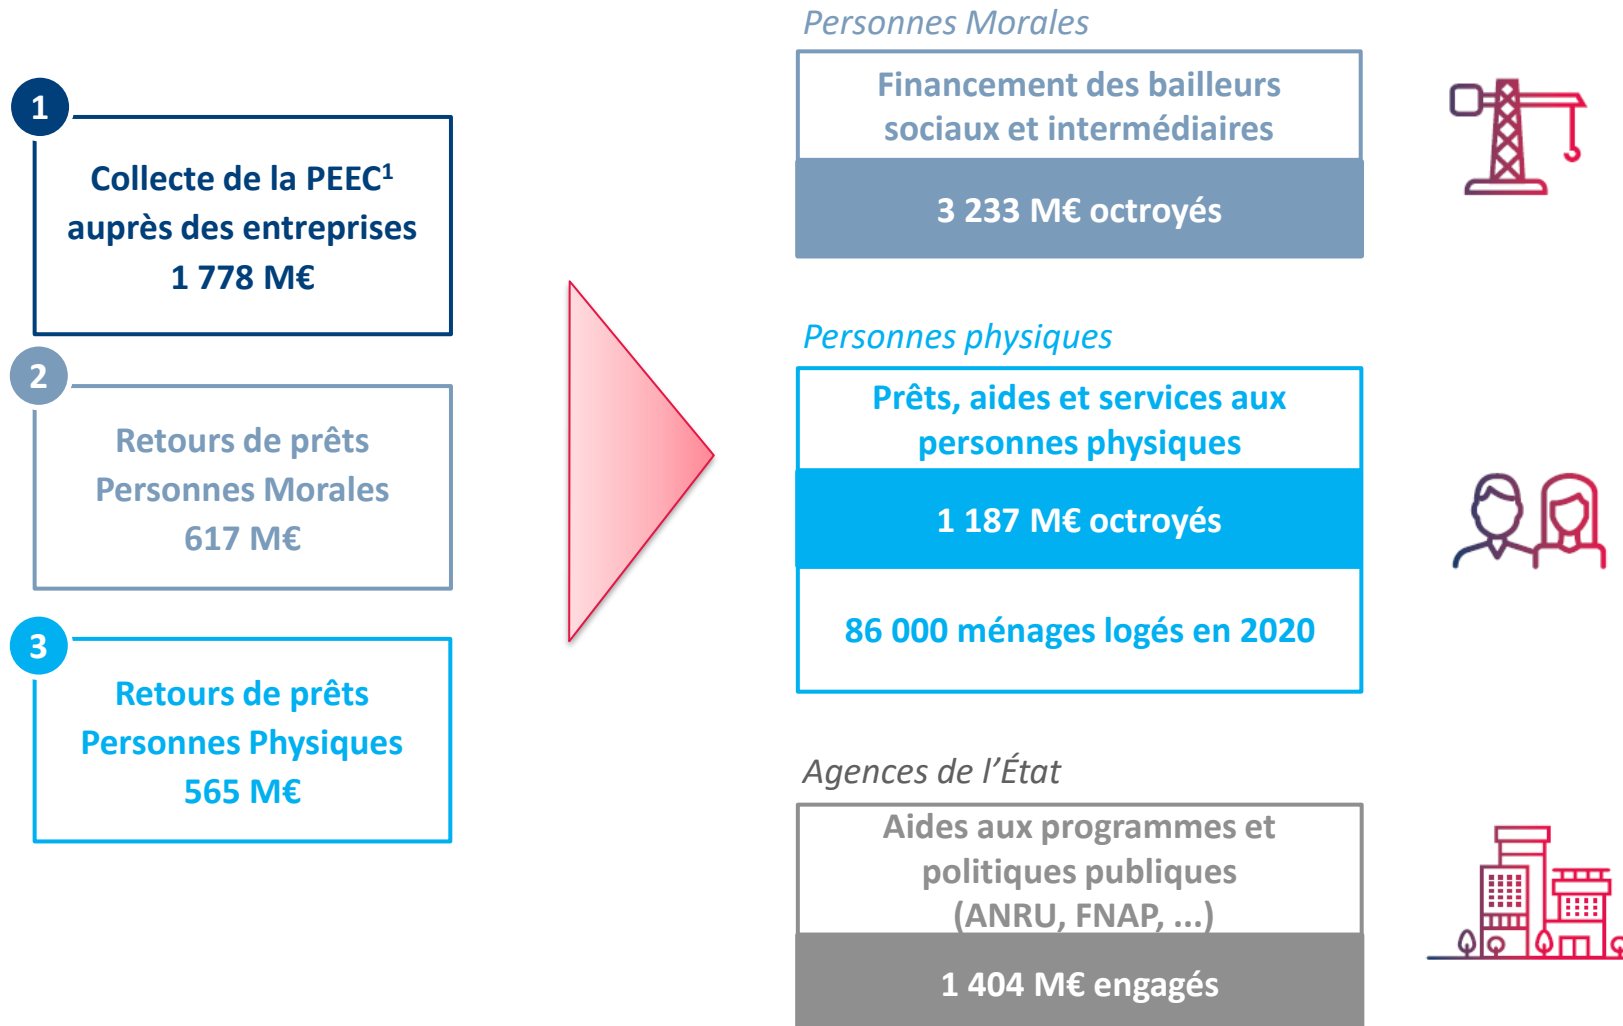 1
Collecte de la PEEC¹
auprès des entreprises
1 778 M€
2
Retours de prêts
Personnes Morales
617 M€
3
Retours de prêts
Personnes Physiques
565 M€
Personnes Morales
Financement des bailleurs
sociaux et intermédiaires
3 233 M€ octroyés
Personnes physiques
Prêts, aides et services aux
personnes physiques
1 187 M€ octroyés
86 000 ménages logés en 2020
Agences de l’État
Aides aux programmes et
politiques publiques
(ANRU, FNAP, ...)
1 404 M€ engagés